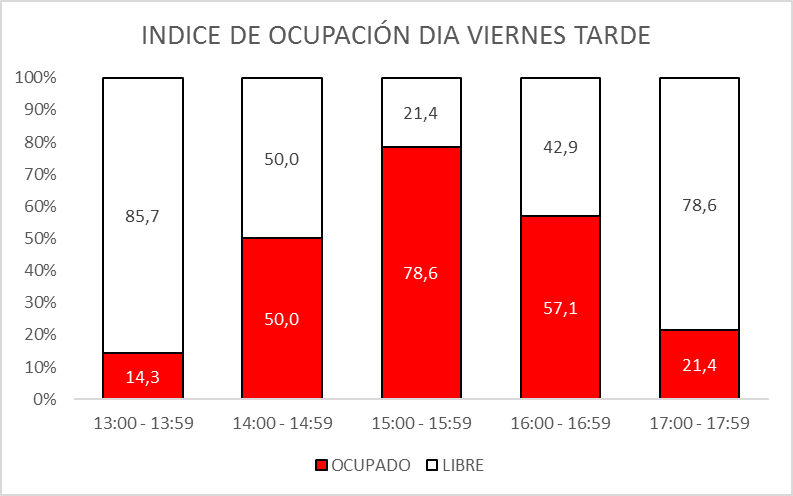 INDICE DE OCUPACIÓN DIA VIERNES TARDE
100%
90%
80%
70%
60%
50%
40%
30%
20%
10%
0%
85,7
50,0
21,4
42,9
78,6
14,3
50,0
78,6
57,1
21,4
13:00 - 13:59
14:00 - 14:59
15:00 - 15:59
16:00 - 16:59
17:00 - 17:59
OCUPADO
LIBRE